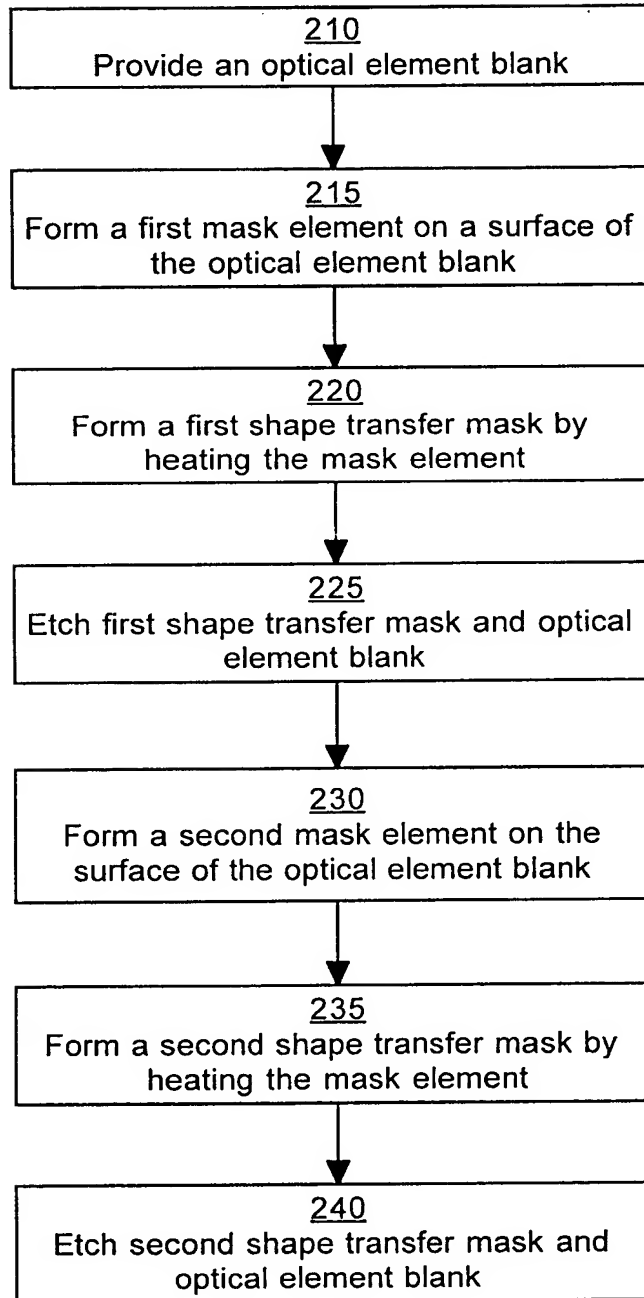 210
Provide an optical element blank
215
Form a first mask element on a surface of
the optical element blank
220
Form a first shape transfer mask by
heating the mask element
225
Etch first shape transfer mask and optical
element blank
230
Form a second mask element on the
surface of the optical element blank
235
Form a second shape transfer mask by
heating the mask element
240
Etch second shape transfer mask and
optical element blank